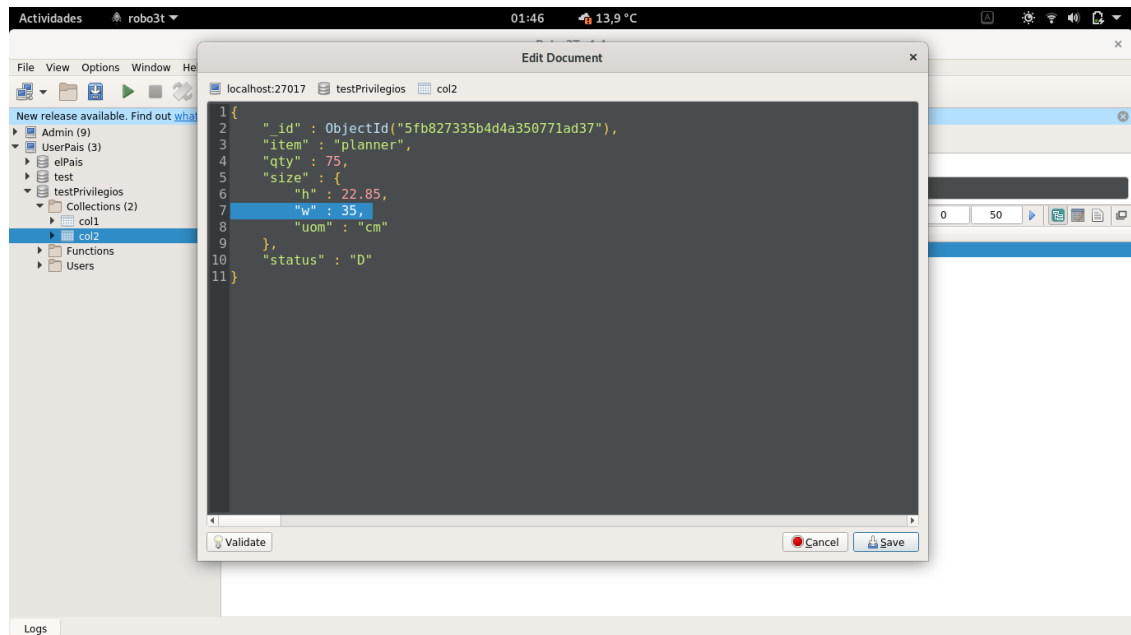 Actividades robo3t 01:46 13,9 °C A
Edit Document
File View Options Window He
localhost:27017 testPrivilegios col2
New release available. Find out what
Admin (9)
UserPais (3)
elPais
test
testPrivilegios
Collections (2)
col1
col2
Functions
Users
1 {
2 "_id" : ObjectId("5fb827335b4d4a350771ad37"),
3 "item" : "planner",
4 "qty" : 75,
5 "size" : {
6 "h" : 22.85,
7 "w" : 35,
8 "uom" : "cm"
9 },
10 "status" : "D"
11 }
0 50
Validate Cancel Save
Logs